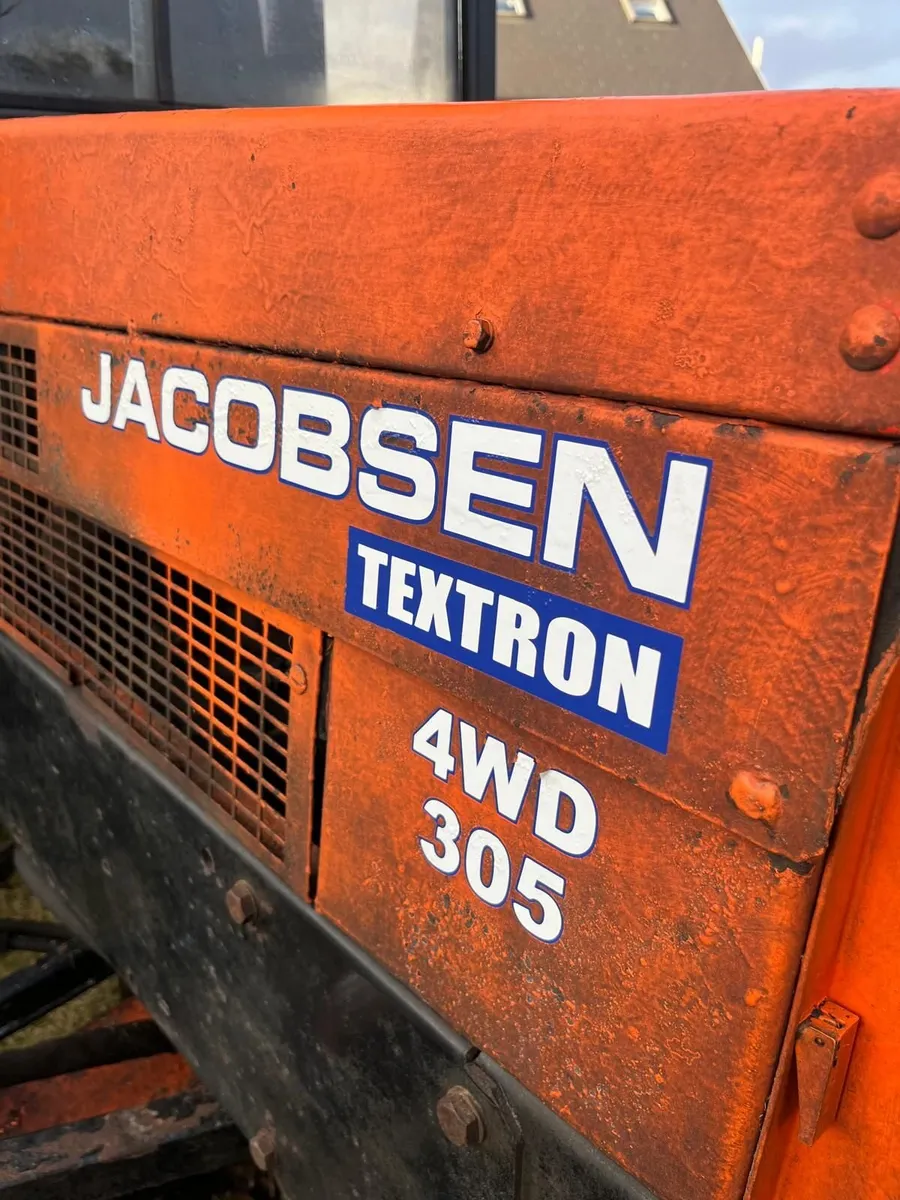 JACOBSEN
TEXTRON
4WD
305